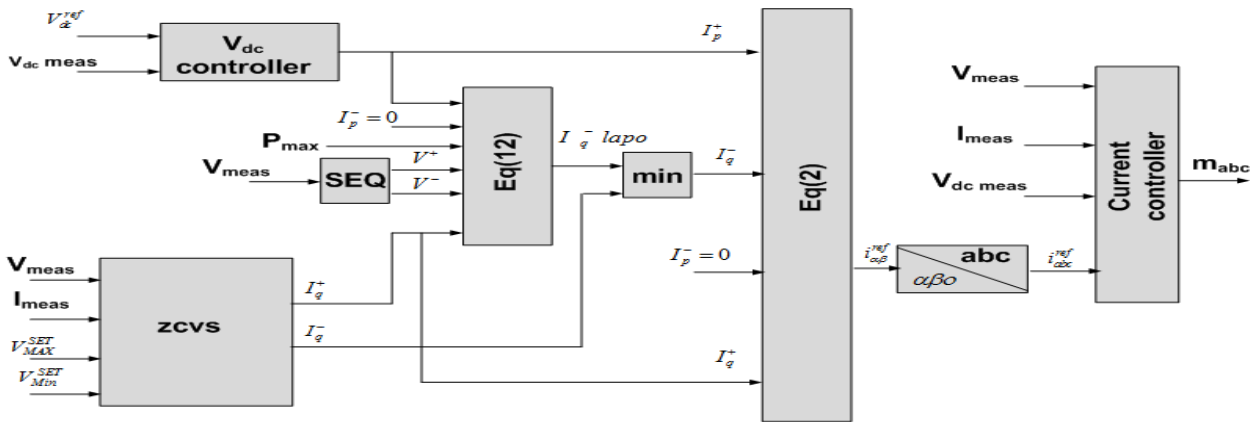 V_dc^ref
V_dc meas
V_dc
controller
I_p^+
I_p^- = 0
P_max
V_meas
SEQ
V^+
V^-
Eq(12)
I_q^- lapo
min
I_q^-
V_meas
I_meas
V_MAX^SET
V_Min^SET
zcvs
I_q^+
I_q^-
I_p^- = 0
I_q^+
Eq(2)
i_αβ^ref
abc
αβo
i_abc^ref
V_meas
I_meas
V_dc meas
Current
controller
m_abc